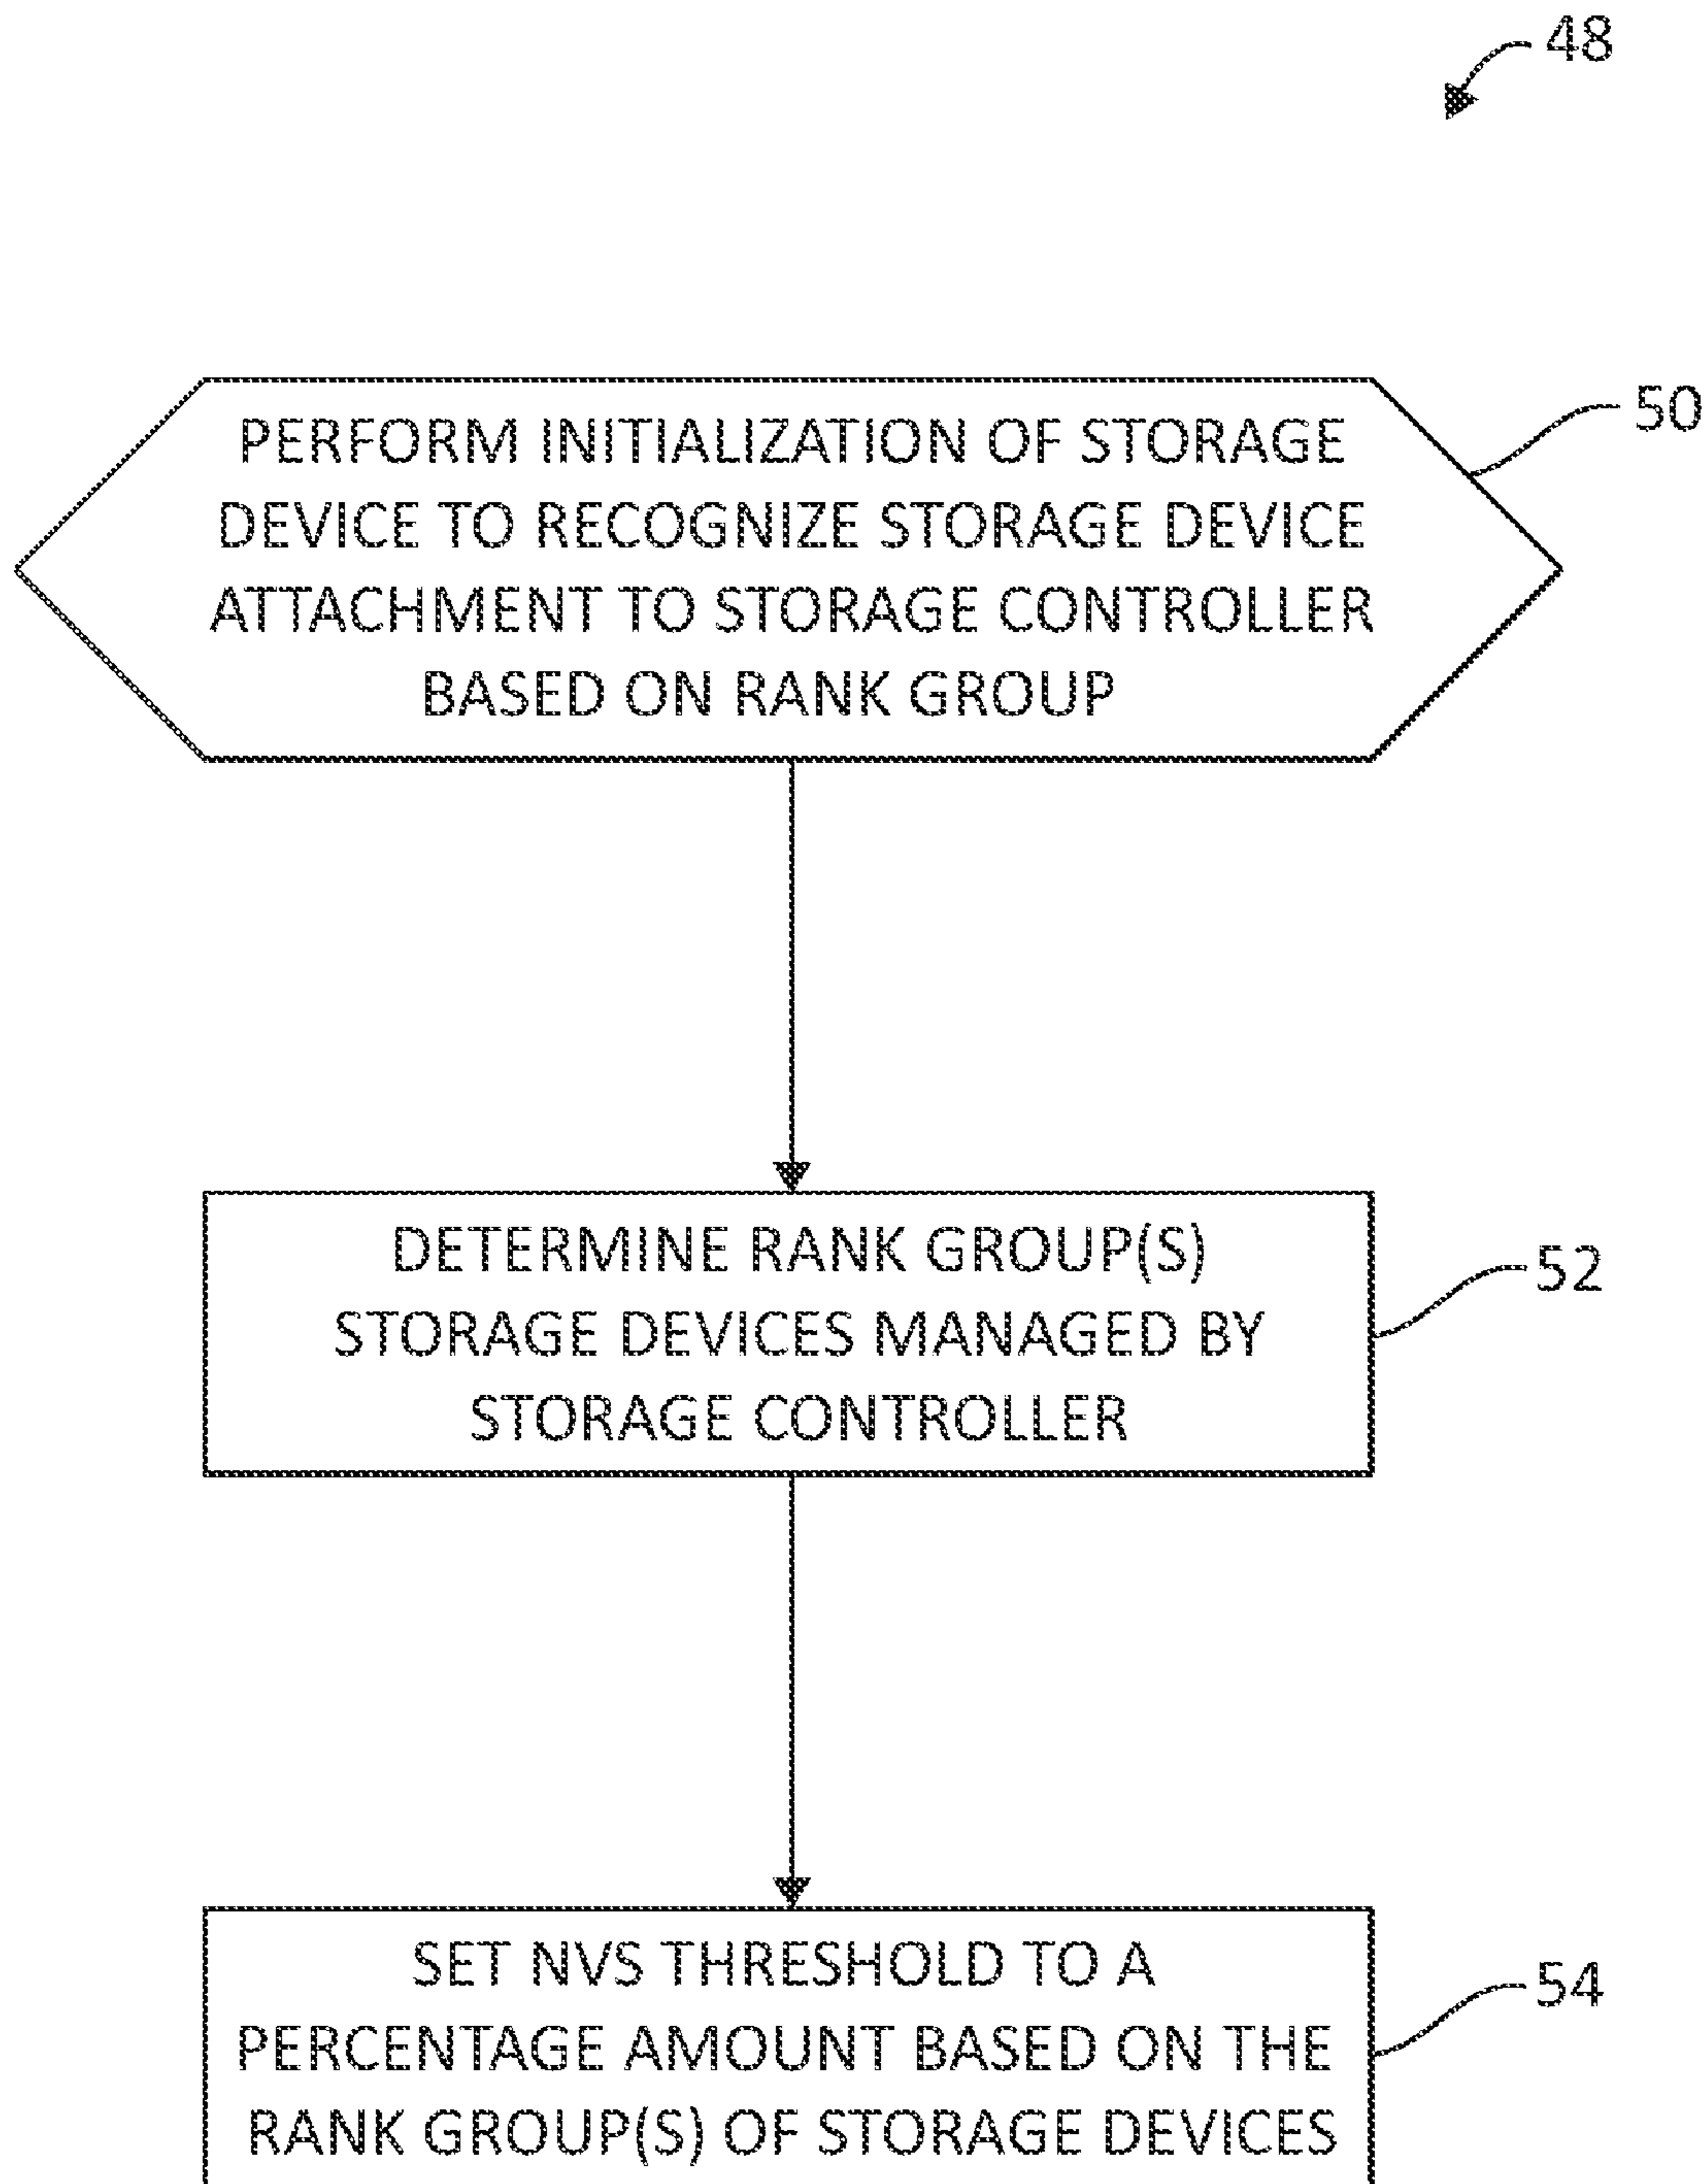 48
PERFORM INITIALIZATION OF STORAGE
50
DEVICE TO RECOGNIZE STORAGE DEVICE
ATTACHMENT TO STORAGE CONTROLLER
BASED ON RANK GROUP
DETERMINE RANK GROUP(S)
52
STORAGE DEVICES MANAGED BY
STORAGE CONTROLLER
SET NVS THRESHOLD TO A
54
PERCENTAGE AMOUNT BASED ON THE
RANK GROUP(S) OF STORAGE DEVICES